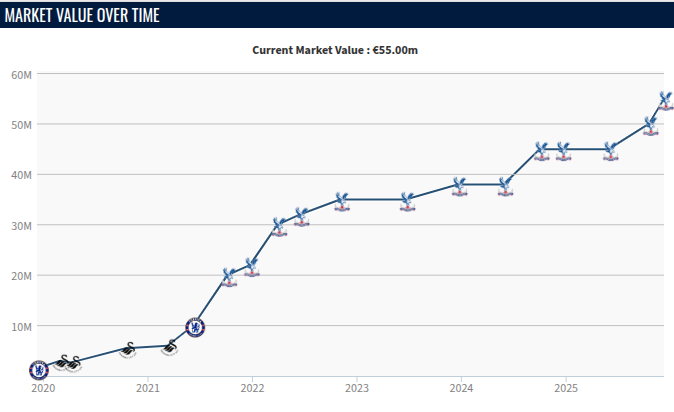 MARKET VALUE OVER TIME
Current Market Value : €55.00m
60M
50M
40M
30M
20M
10M
2020 2021 2022 2023 2024 2025